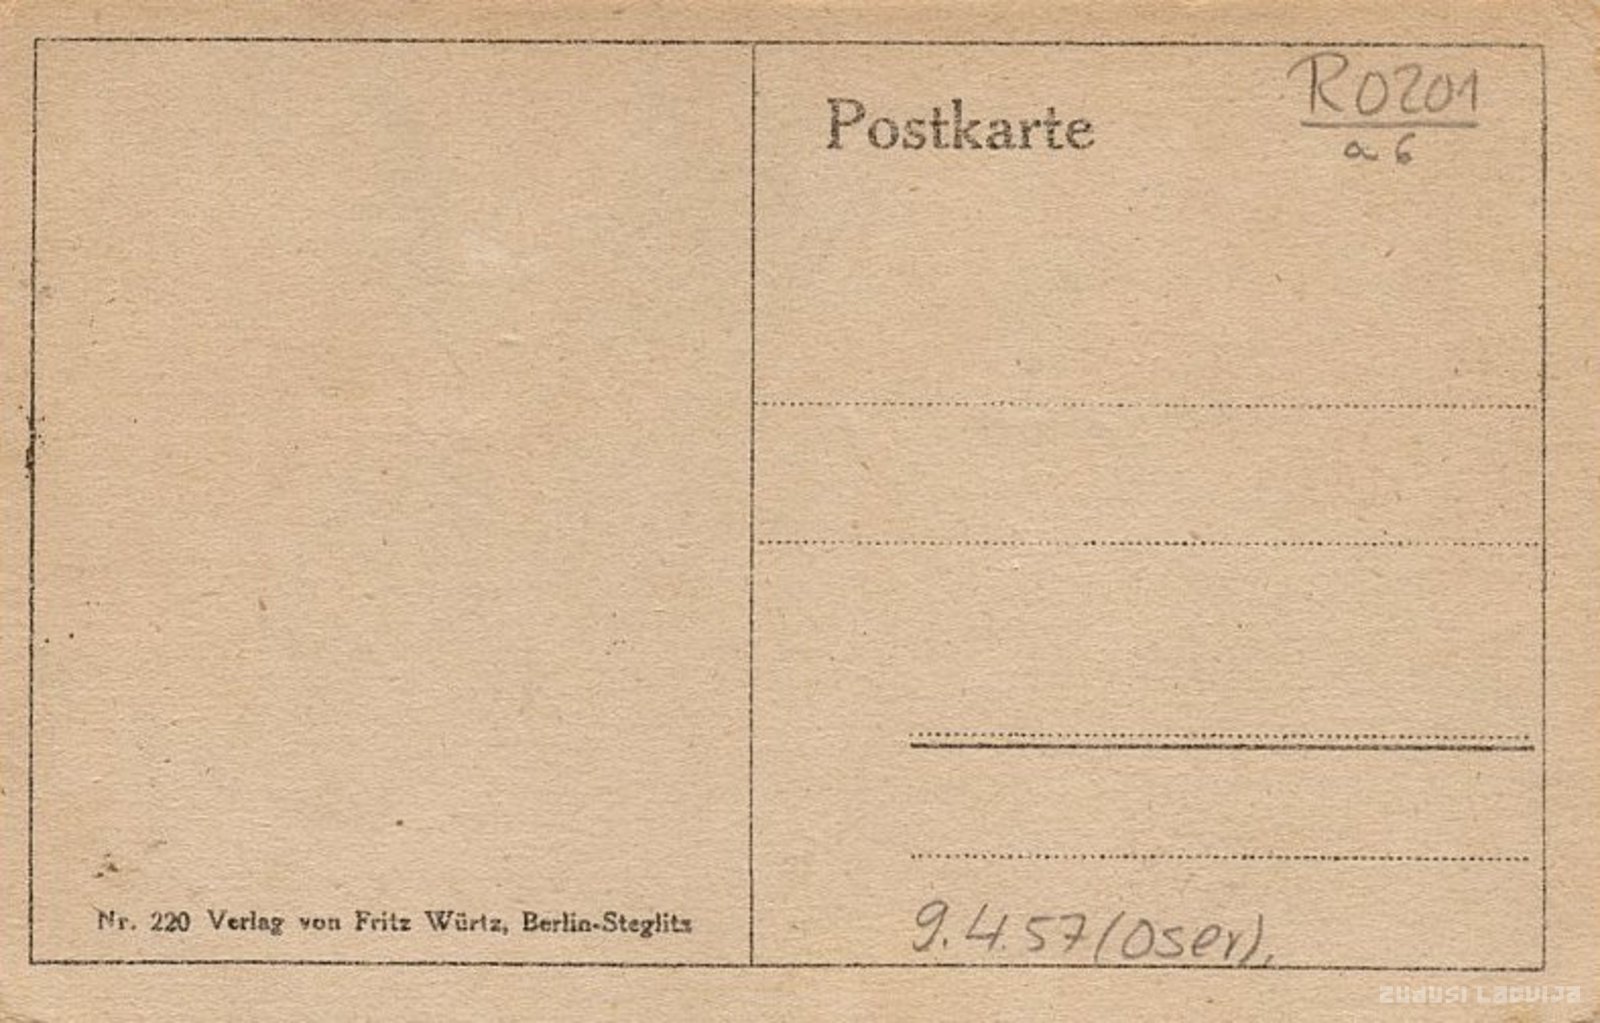 Postkarte
R0201
a 6
Nr. 220 Verlag von Fritz Würtz, Berlin-Steglitz
9.4.57 (Oser).
ZUDUSI LATVIJA